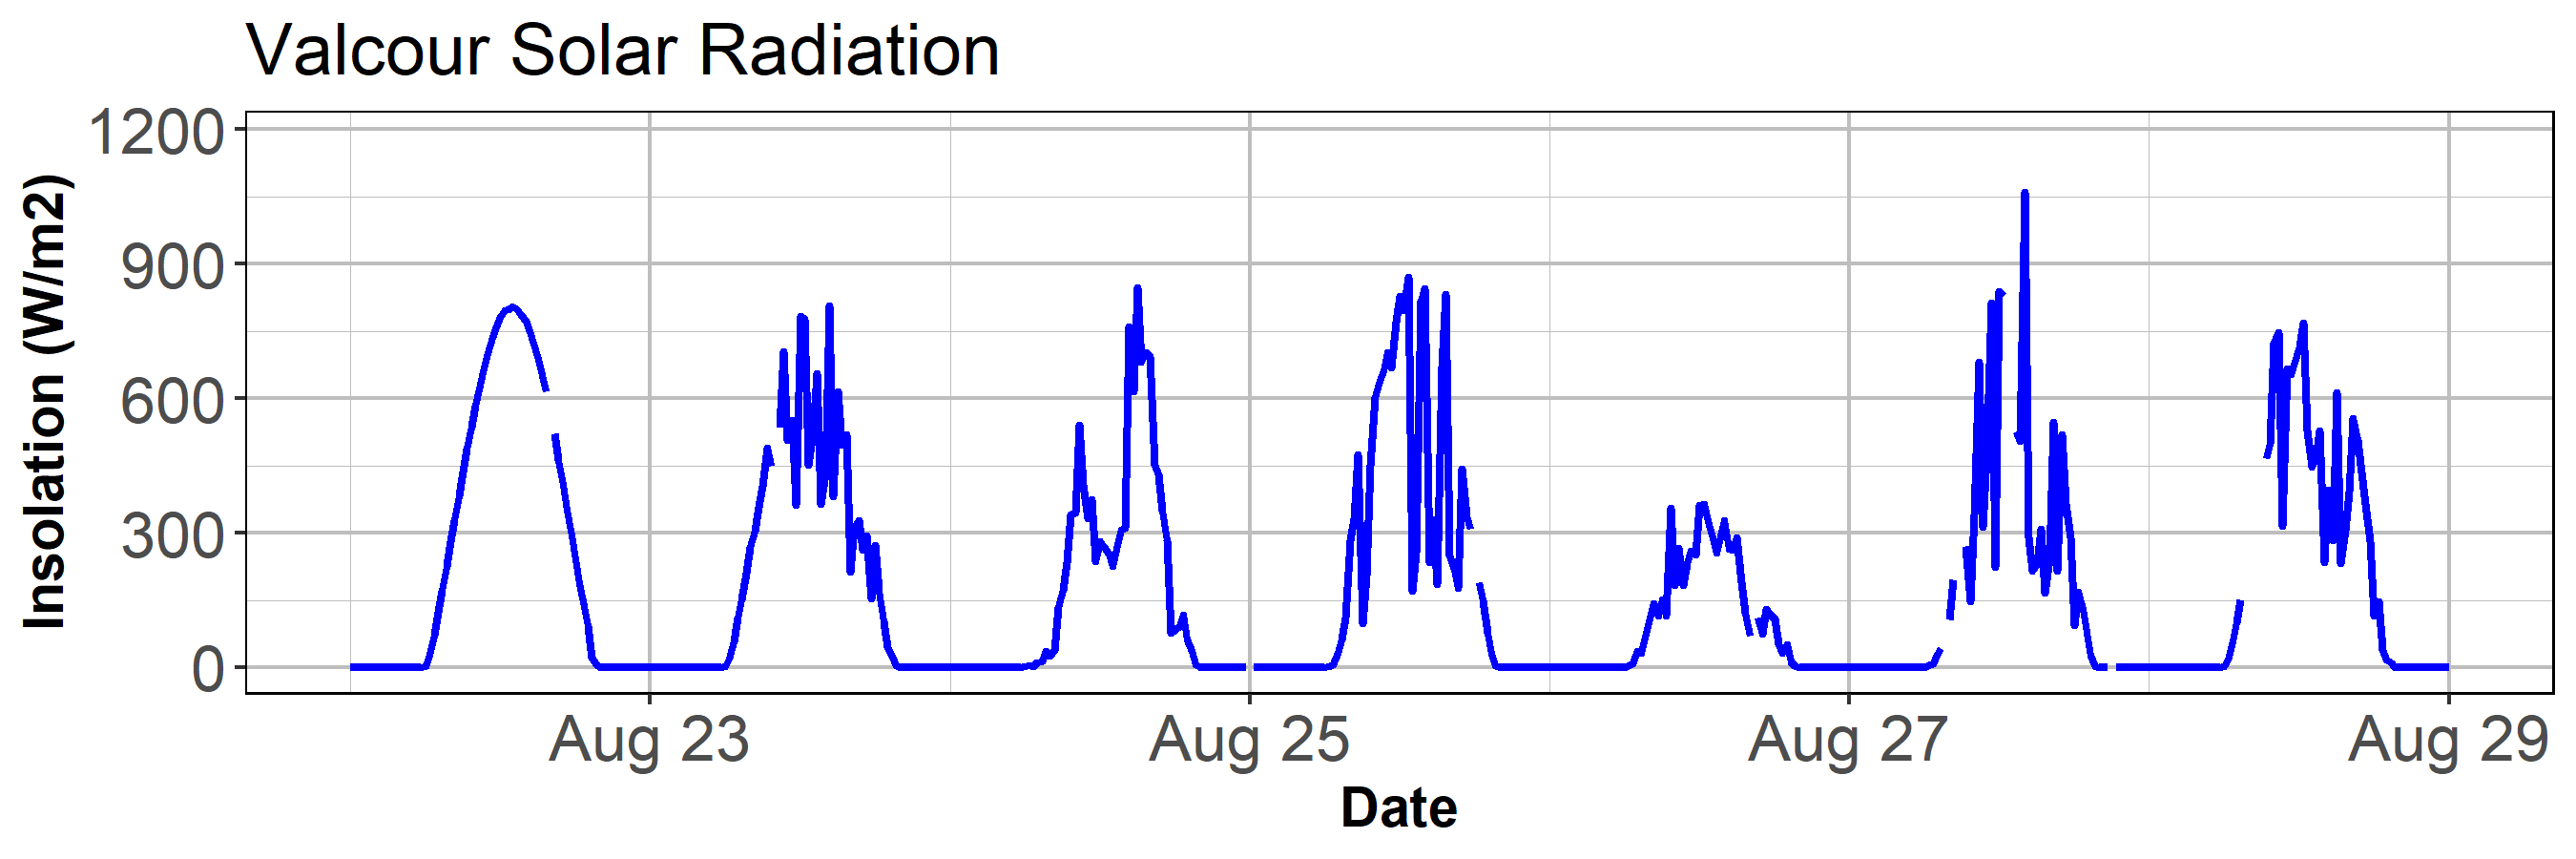 Valcour Solar Radiation
Insolation (W/m2)
1200
900
600
300
0
Aug 23
Aug 25
Aug 27
Aug 29
Date